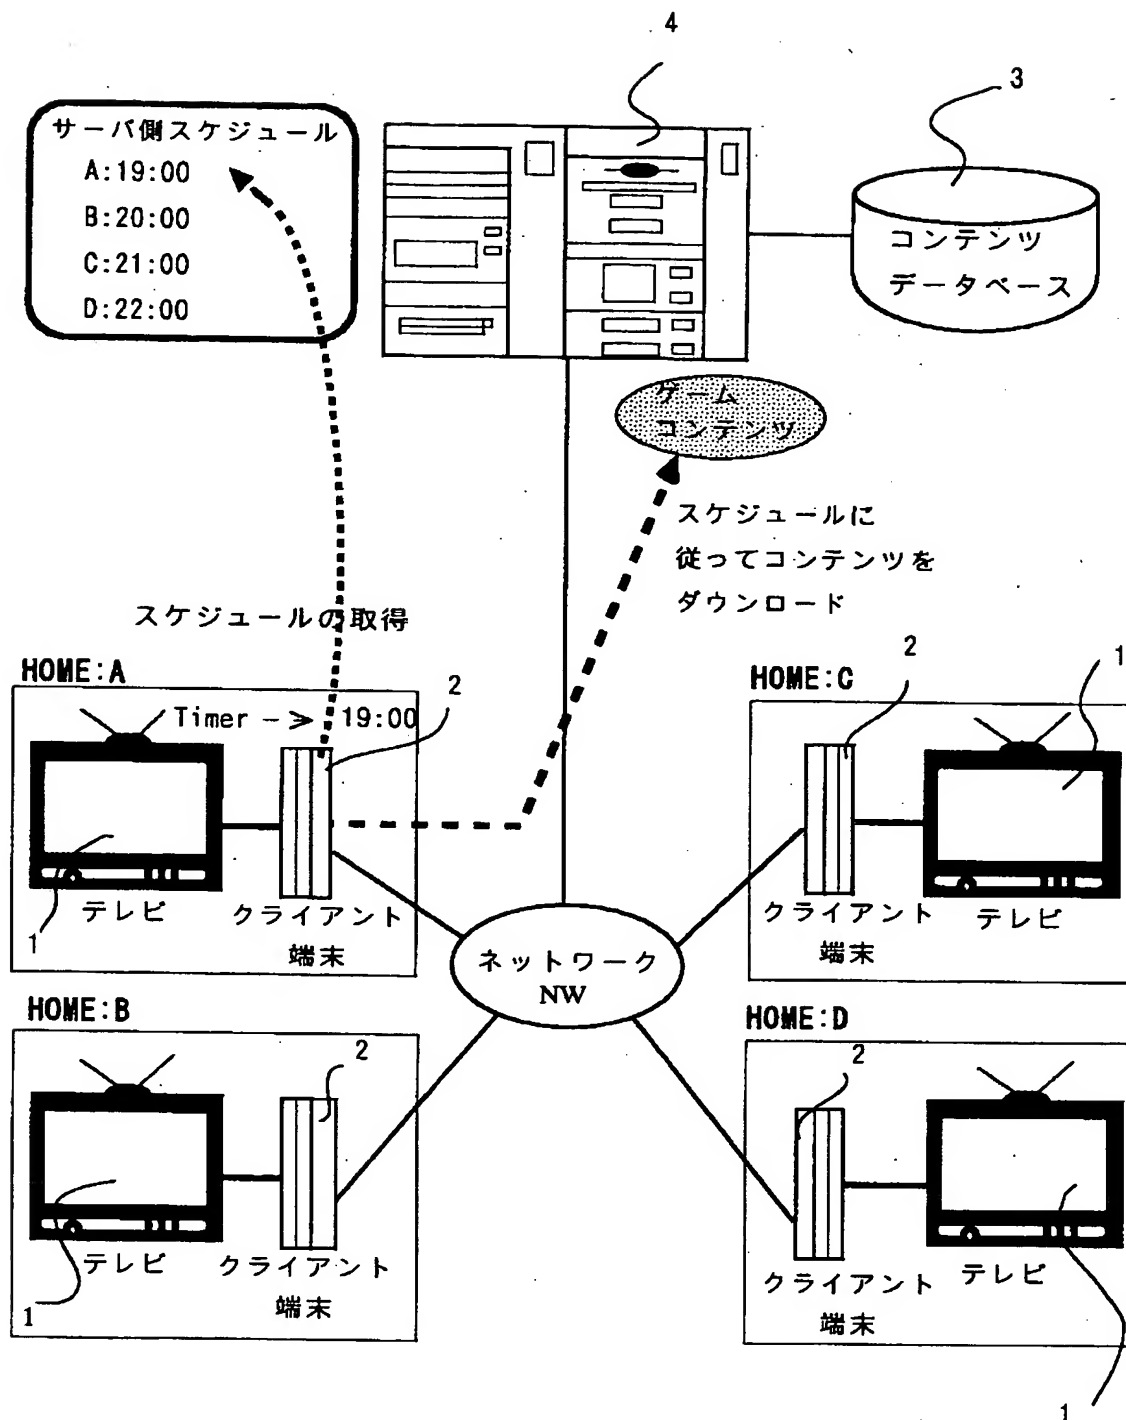 4
3
サーバ側スケジュール
A:19:00
B:20:00
C:21:00
D:22:00
コンテンツ
データベース
ゲーム
コンテンツ
スケジュールに
従ってコンテンツを
ダウンロード
スケジュールの取得
HOME:A
2
Timer -> 19:00
1
テレビ
クライアント
端末
HOME:C
2
1
クライアント
端末
テレビ
ネットワーク
NW
HOME:B
2
1
テレビ
クライアント
端末
HOME:D
2
クライアント
端末
テレビ
1